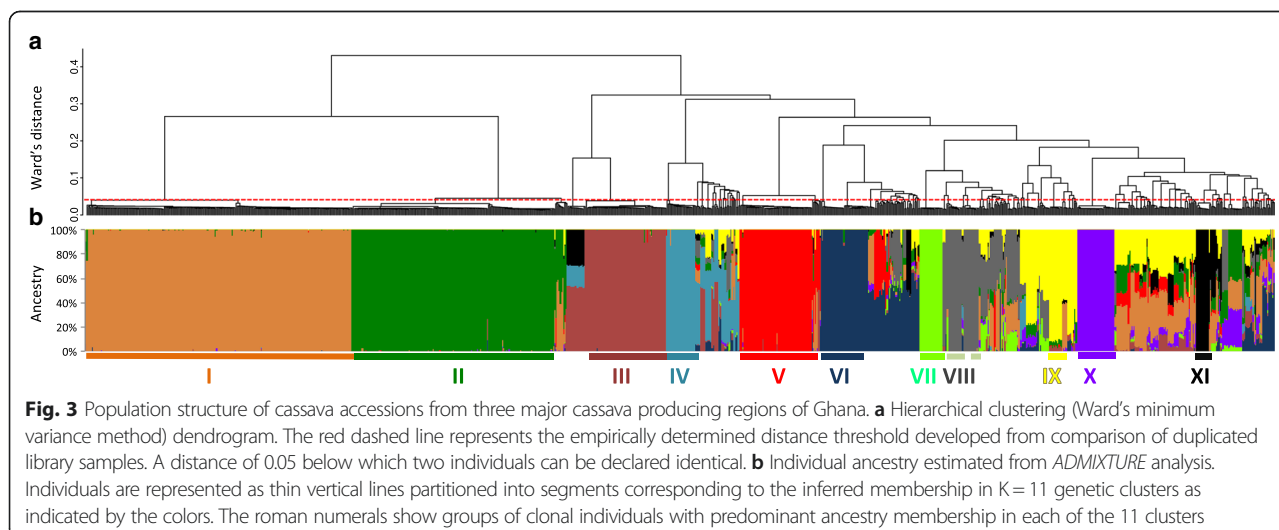 a
Ward's distance
0.4
0.3
0.2
0.1
0.0
b
Ancestry
100%
80%
60%
40%
20%
0%
I II III IV V VI VII VIII IX X XI
Fig. 3 Population structure of cassava accessions from three major cassava producing regions of Ghana. a Hierarchical clustering (Ward's minimum
variance method) dendrogram. The red dashed line represents the empirically determined distance threshold developed from comparison of duplicated
library samples. A distance of 0.05 below which two individuals can be declared identical. b Individual ancestry estimated from ADMIXTURE analysis.
Individuals are represented as thin vertical lines partitioned into segments corresponding to the inferred membership in K = 11 genetic clusters as
indicated by the colors. The roman numerals show groups of clonal individuals with predominant ancestry membership in each of the 11 clusters